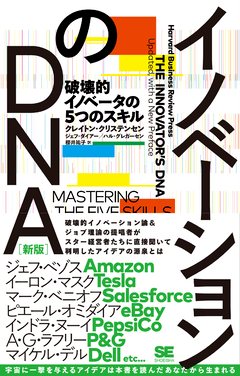 イノベーション
のDNA
[新版]
破壊的
イノベータの
5つのスキル
クレイトン・クリステンセン
ジェフ・ダイアー/ハル・グレガーセン
櫻井祐子 訳
Harvard Business Review Press
THE INNOVATOR'S DNA
Updated, with a New Preface
MASTERING
THE FIVE SKILLS
破壊的イノベーション論&
ジョブ理論の提唱者が
スター経営者たちに直接聞いて
判明したアイデアの源泉とは
ジェフ・ベゾス Amazon
イーロン・マスク Tesla
マーク・ベニオフ Salesforce
ピエール・オミダイア eBay
インドラ・ヌーイ PepsiCo
A・G・ラフリー P&G
マイケル・デル Dell etc...
SE
SHOEISHA
宇宙に一撃を与えるアイデアは本書を読んだあなたから生まれる